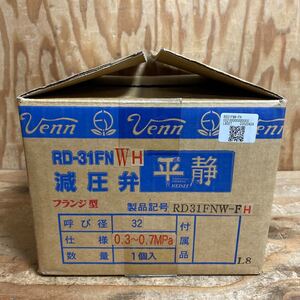 Venn Venn
RD-31FN WH
減圧弁 平静
フランジ型 製品記号 RD31FNW-FH
呼び径 32 付属品
仕様 0.3～0.7MPa
数量 1個入
L8